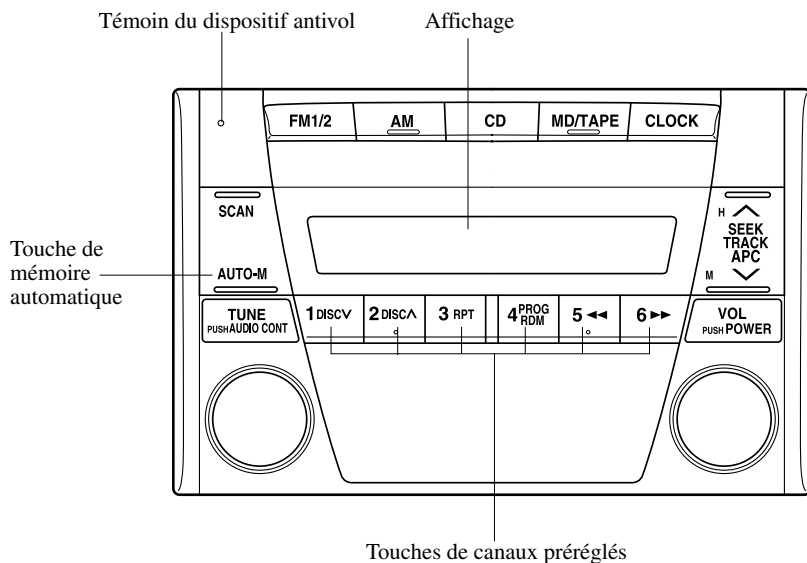 Témoin du dispositif antivol
Affichage
FM1/2
AM
CD
MD/TAPE
CLOCK
SCAN
H
SEEK
TRACK
APC
M
Touche de
mémoire
automatique
AUTO-M
TUNE
PUSH AUDIO CONT
1 DISC
2 DISC
3 RPT
4 PROG
RDM
5
6
VOL
PUSH POWER
Touches de canaux préréglés